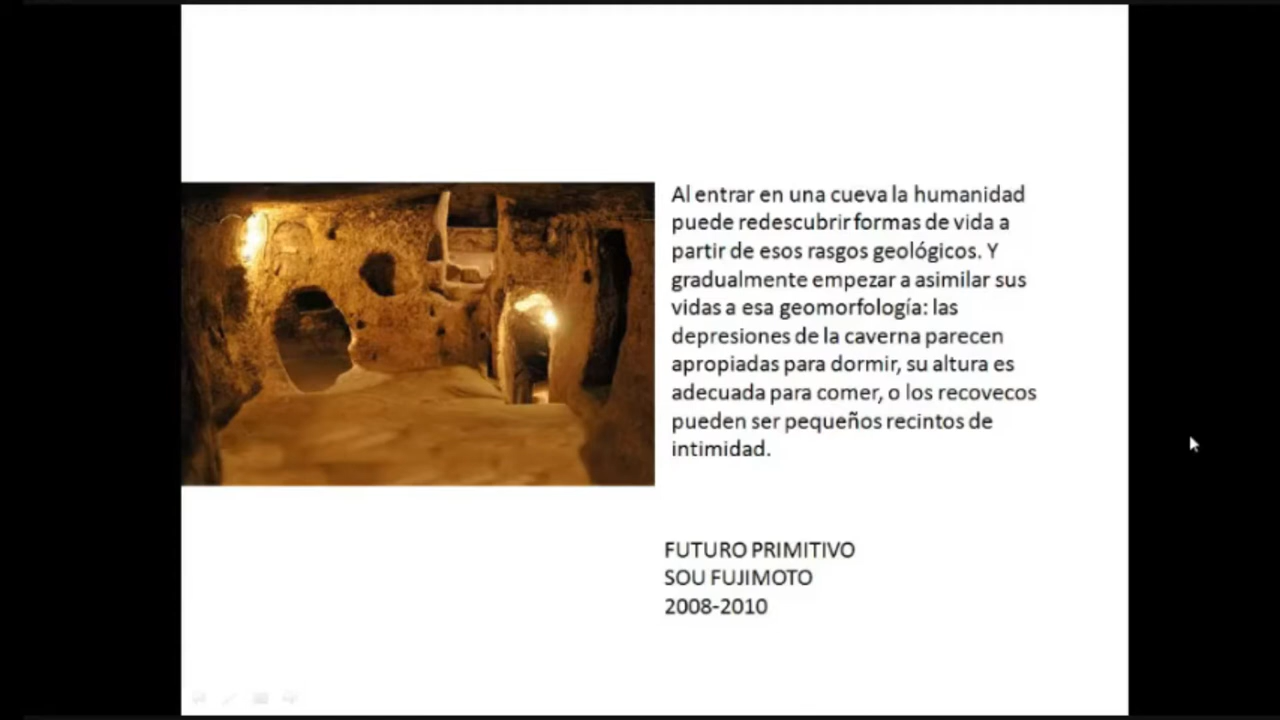 Al entrar en una cueva la humanidad
puede redescubrir formas de vida a
partir de esos rasgos geológicos. Y
gradualmente empezar a asimilar sus
vidas a esa geomorfología: las
depresiones de la caverna parecen
apropiadas para dormir, su altura es
adecuada para comer, o los recovecos
pueden ser pequeños recintos de
intimidad.
FUTURO PRIMITIVO
SOU FUJIMOTO
2008-2010